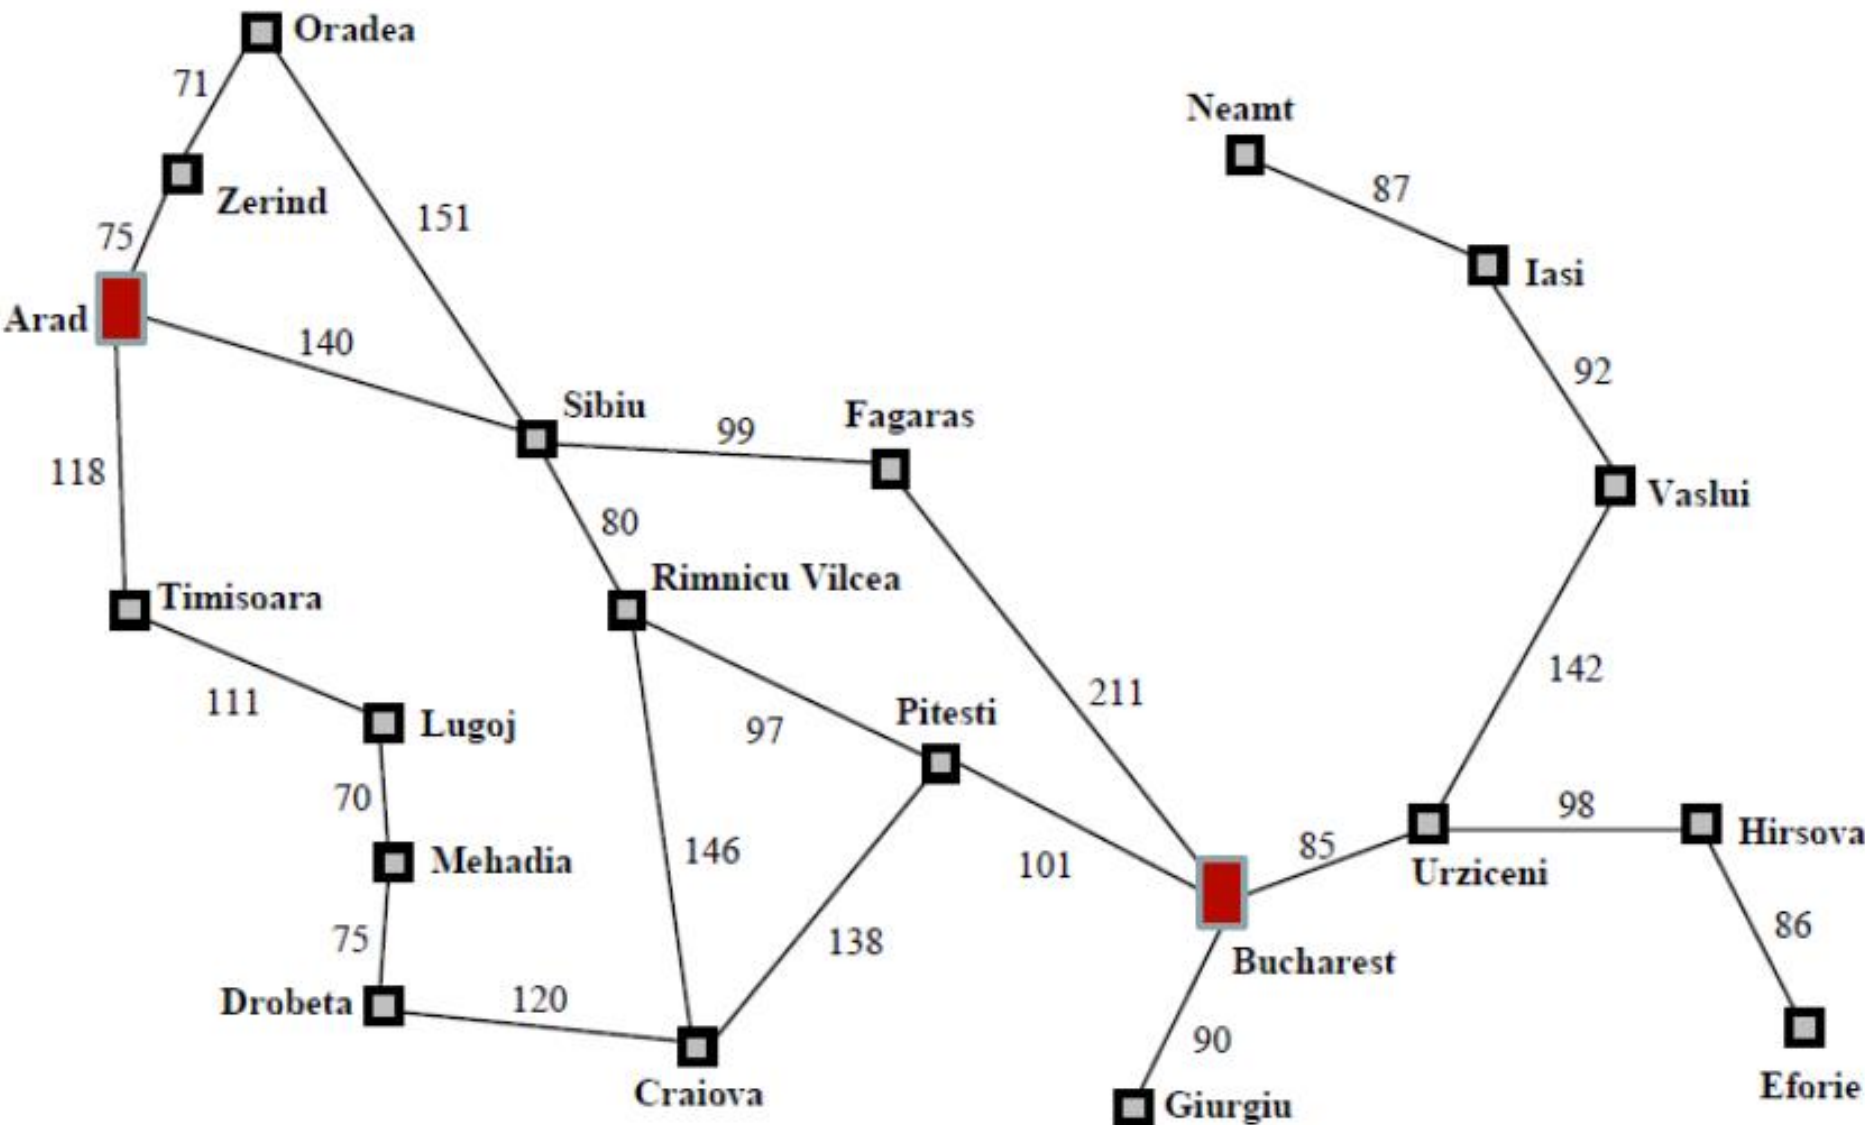 Oradea
71
Neamt
87
Zerind
151
75
Iasi
Arad
140
92
Sibiu
Fagaras
99
118
Vaslui
80
Rimnicu Vilcea
Timisoara
142
211
111
Pitesti
Lugoj
97
70
98
Hirsova
85
146
Mehadia
101
Urziceni
86
75
138
Bucharest
Drobeta
120
90
Craiova
Eforie
Giurgiu